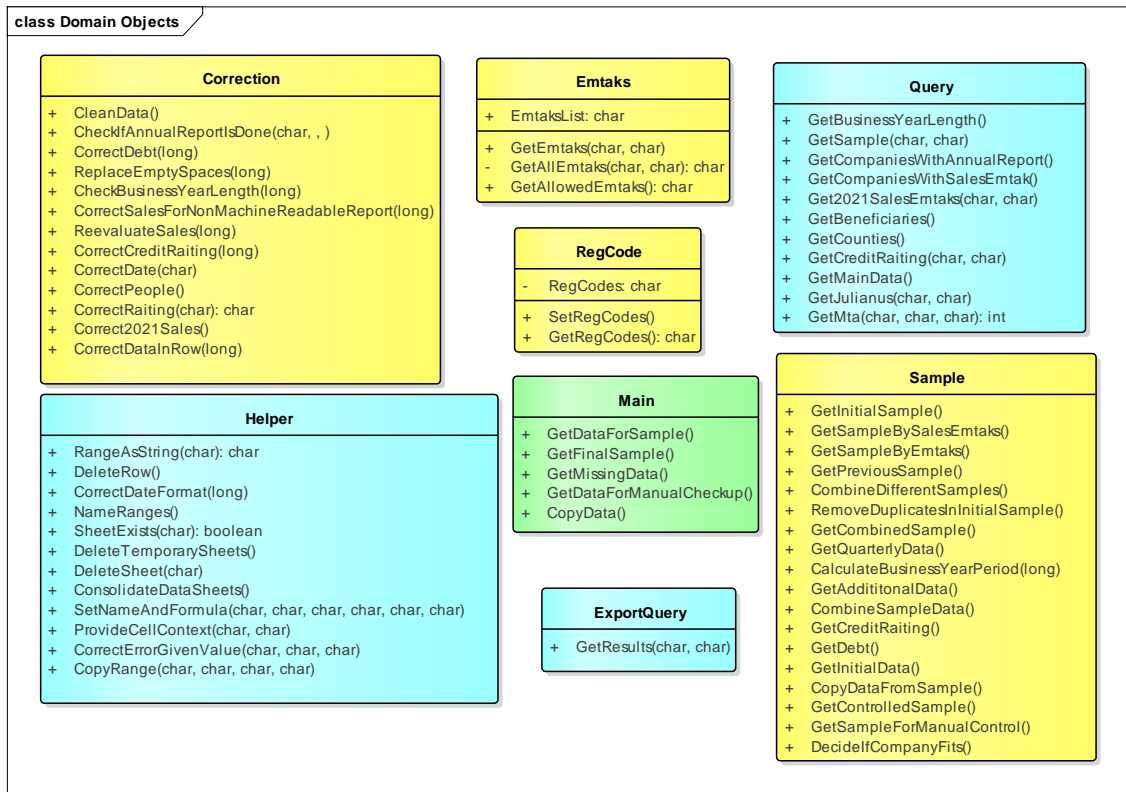 class Domain Objects
Correction
+ CleanData()
+ CheckIfAnnualReportIsDone(char, , )
+ CorrectDebt(long)
+ ReplaceEmptySpaces(long)
+ CheckBusinessYearLength(long)
+ CorrectSalesForNonMachineReadableReport(long)
+ ReevaluateSales(long)
+ CorrectCreditRaiting(long)
+ CorrectDate(char)
+ CorrectPeople()
+ CorrectRaiting(char): char
+ Correct2021Sales()
+ CorrectDataInRow(long)
Emtaks
+ EmtaksList: char
+ GetEmtaks(char, char)
- GetAllEmtaks(char, char): char
+ GetAllowedEmtaks(): char
Query
+ GetBusinessYearLength()
+ GetSample(char, char)
+ GetCompaniesWithAnnualReport()
+ GetCompaniesWithSalesEmtak()
+ Get2021SalesEmtaks(char, char)
+ GetBeneficiaries()
+ GetCounties()
+ GetCreditRaiting(char, char)
+ GetMainData()
+ GetJulianus(char, char)
+ GetMta(char, char, char): int
RegCode
- RegCodes: char
+ SetRegCodes()
+ GetRegCodes(): char
Helper
+ RangeAsString(char): char
+ DeleteRow()
+ CorrectDateFormat(long)
+ NameRanges()
+ SheetExists(char): boolean
+ DeleteTemporarySheets()
+ DeleteSheet(char)
+ ConsolidateDataSheets()
+ SetNameAndFormula(char, char, char, char, char, char)
+ ProvideCellContext(char, char)
+ CorrectErrorGivenValue(char, char, char)
+ CopyRange(char, char, char, char)
Main
+ GetDataForSample()
+ GetFinalSample()
+ GetMissingData()
+ GetDataForManualCheckup()
+ CopyData()
ExportQuery
+ GetResults(char, char)
Sample
+ GetInitialSample()
+ GetSampleBySalesEmtaks()
+ GetSampleByEmtaks()
+ GetPreviousSample()
+ CombineDifferentSamples()
+ RemoveDuplicatesInInitialSample()
+ GetCombinedSample()
+ GetQuarterlyData()
+ CalculateBusinessYearPeriod(long)
+ GetAddititonalData()
+ CombineSampleData()
+ GetCreditRaiting()
+ GetDebt()
+ GetInitialData()
+ CopyDataFromSample()
+ GetControlledSample()
+ GetSampleForManualControl()
+ DecideIfCompanyFits()